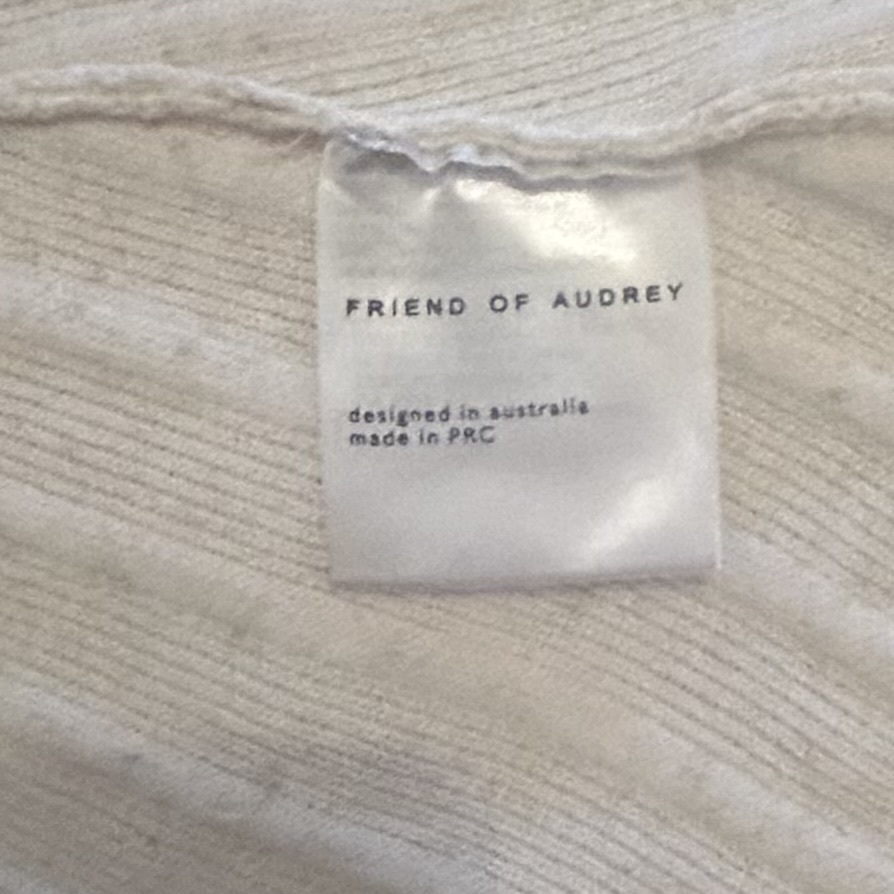 FRIEND OF AUDREY
designed in australia
made in PRC